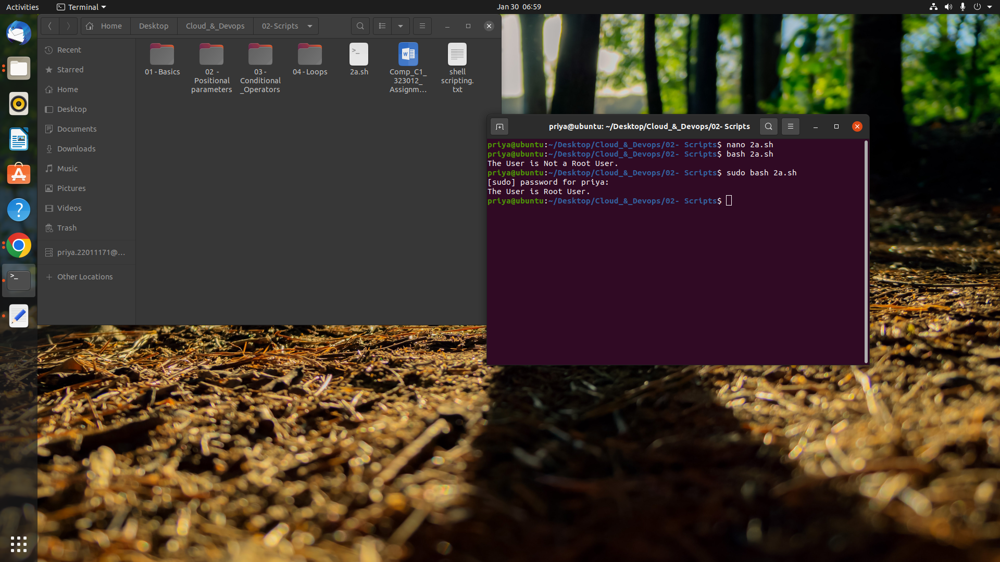 Activities
Terminal
Jan 30 06:59
Home
Desktop
Cloud_&_Devops
02- Scripts
Recent
Starred
Home
Desktop
Documents
Downloads
Music
Pictures
Videos
Trash
priya.22011171@...
Other Locations
01 - Basics
02 -
Positional
parameters
03 -
Conditional
_Operators
04 - Loops
>_
2a.sh
W
Comp_C1_
323012_
Assignm...
shell
scripting.
txt
priya@ubuntu: ~/Desktop/Cloud_&_Devops/02- Scripts
priya@ubuntu:~/Desktop/Cloud_&_Devops/02- Scripts$ nano 2a.sh
priya@ubuntu:~/Desktop/Cloud_&_Devops/02- Scripts$ bash 2a.sh
The User is Not a Root User.
priya@ubuntu:~/Desktop/Cloud_&_Devops/02- Scripts$ sudo bash 2a.sh
[sudo] password for priya:
The User is Root User.
priya@ubuntu:~/Desktop/Cloud_&_Devops/02- Scripts$